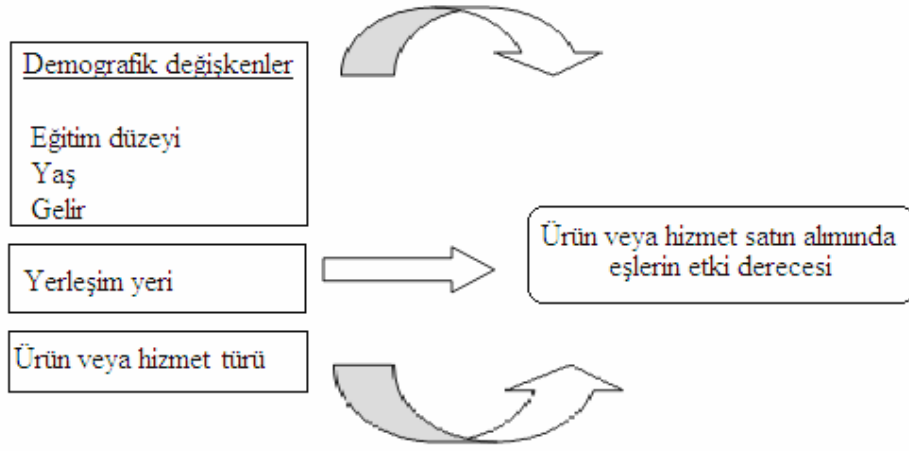 Demografik değişkenler
Eğitim düzeyi
Yaş
Gelir
Yerleşim yeri
Ürün veya hizmet türü
Ürün veya hizmet satın alımında
eşlerin etki derecesi